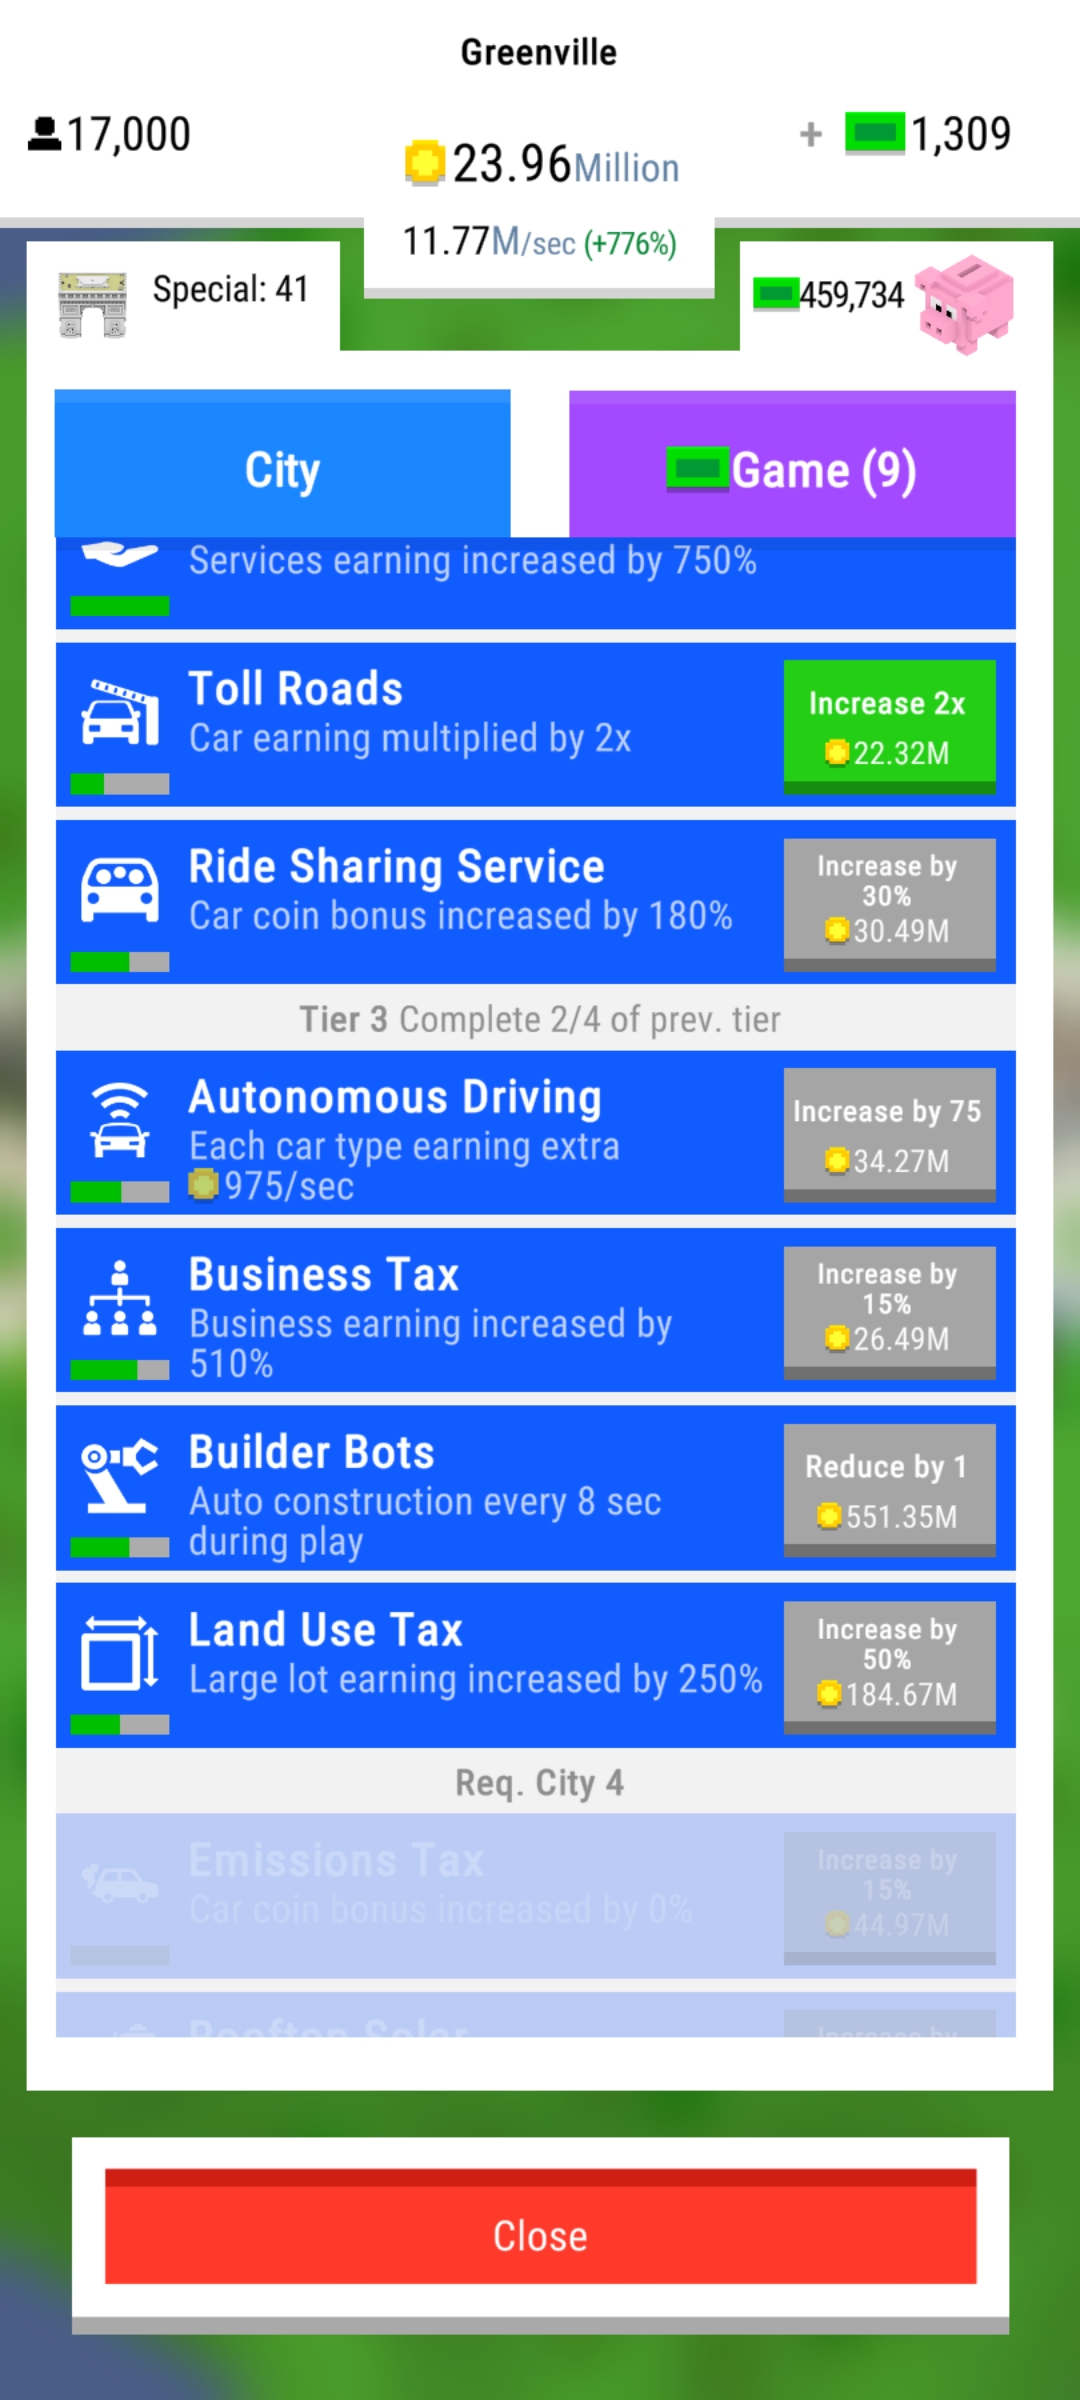 Greenville
17,000
23.96Million
+ 1,309
11.77M/sec (+776%)
Special: 41
459,734
City
Game (9)
Services earning increased by 750%
Toll Roads
Car earning multiplied by 2x
Increase 2x
22.32M
Ride Sharing Service
Car coin bonus increased by 180%
Increase by
30%
30.49M
Tier 3 Complete 2/4 of prev. tier
Autonomous Driving
Each car type earning extra
975/sec
Increase by 75
34.27M
Business Tax
Business earning increased by
510%
Increase by
15%
26.49M
Builder Bots
Auto construction every 8 sec
during play
Reduce by 1
551.35M
Land Use Tax
Large lot earning increased by 250%
Increase by
50%
184.67M
Req. City 4
Emissions Tax
Car coin bonus increased by 0%
Increase by
15%
44.97M
Rooftop Solar
Increase by
Close